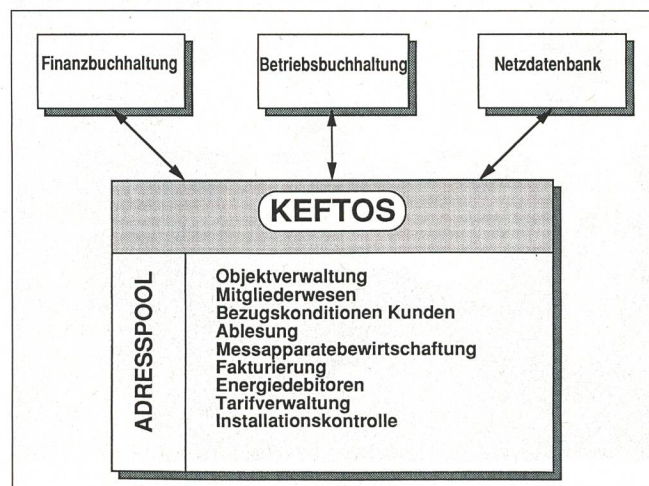 Finanzbuchhaltung
Betriebsbuchhaltung
Netzdatenbank
KEFTOS
ADRESSPOOL
Objektverwaltung
Mitgliederwesen
Bezugskonditionen Kunden
Ablesung
Messapparatebewirtschaftung
Fakturierung
Energiedebitoren
Tarifverwaltung
Installationskontrolle